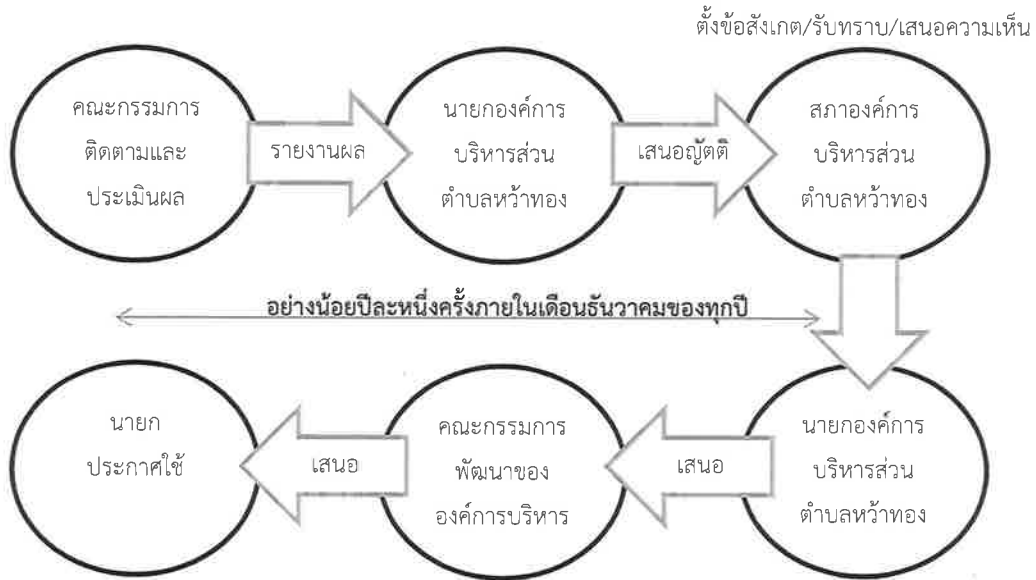 ตั้งข้อสังเกต/รับทราบ/เสนอความเห็น
คณะกรรมการ
ติดตามและ
ประเมินผล
รายงานผล
นายกองค์การ
บริหารส่วน
ตำบลหว้าทอง
เสนอญัตติ
สภาองค์การ
บริหารส่วน
ตำบลหว้าทอง
อย่างน้อยปีละหนึ่งครั้งภายในเดือนธันวาคมของทุกปี
นายกองค์การ
บริหารส่วน
ตำบลหว้าทอง
เสนอ
คณะกรรมการ
พัฒนาของ
องค์การบริหาร
เสนอ
นายก
ประกาศใช้